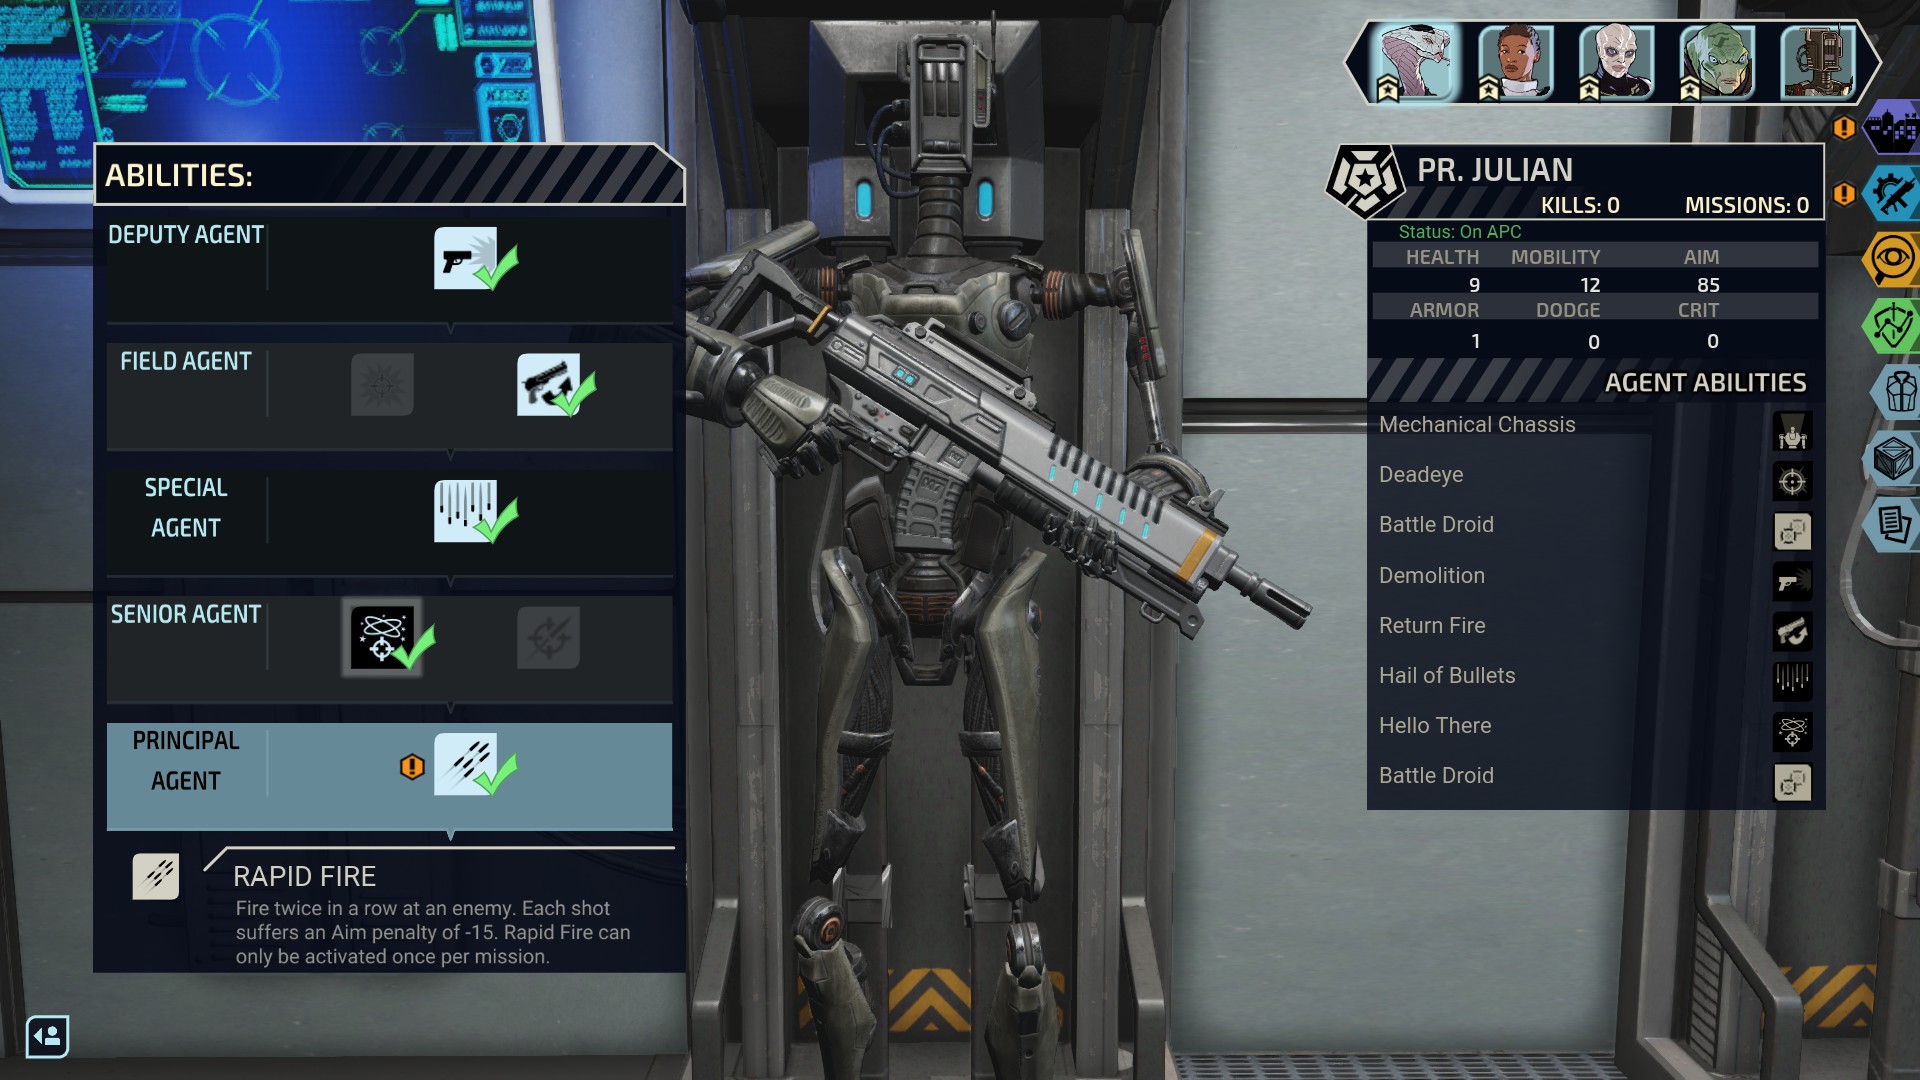 ABILITIES:
DEPUTY AGENT
FIELD AGENT
SPECIAL
AGENT
SENIOR AGENT
PRINCIPAL
AGENT
RAPID FIRE
Fire twice in a row at an enemy. Each shot
suffers an Aim penalty of -15. Rapid Fire can
only be activated once per mission.
PR. JULIAN
KILLS: 0 MISSIONS: 0
Status: On APC
HEALTH MOBILITY AIM
9 12 85
ARMOR DODGE CRIT
1 0 0
AGENT ABILITIES
Mechanical Chassis
Deadeye
Battle Droid
Demolition
Return Fire
Hail of Bullets
Hello There
Battle Droid